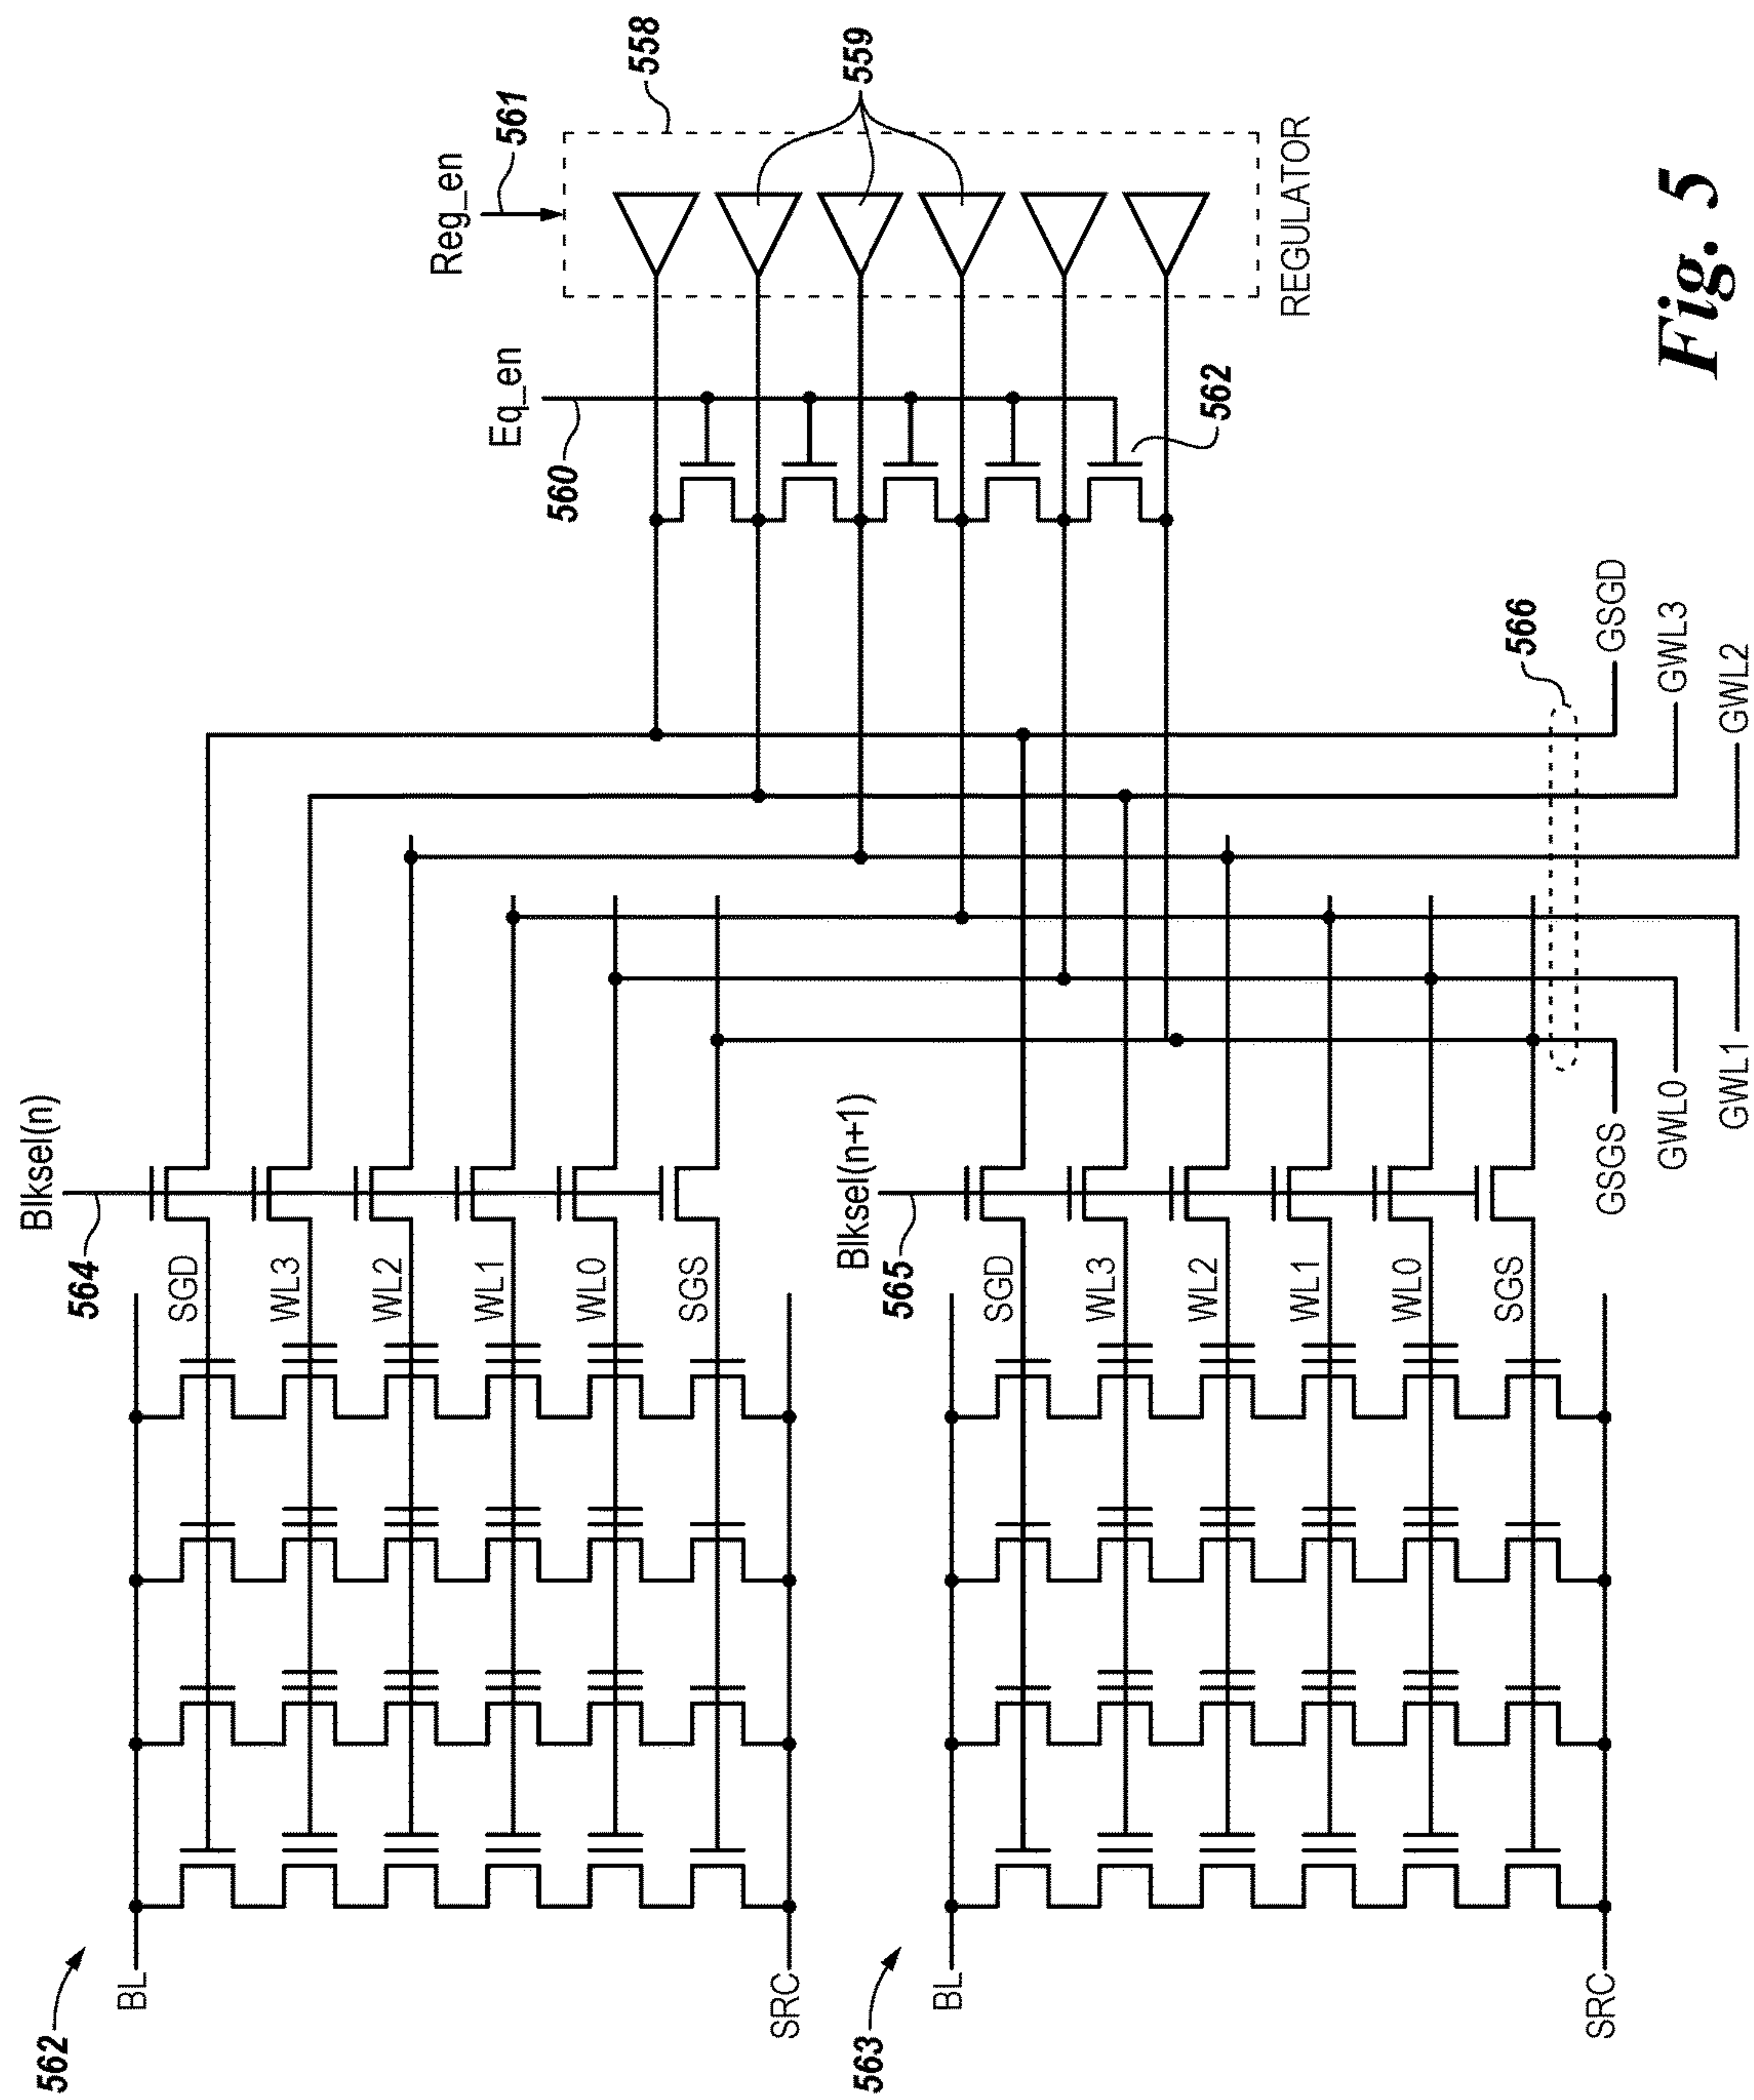 562
BL
SRC
564
Blksel(n)
SGD
WL3
WL2
WL1
WL0
SGS
563
BL
SRC
565
Blksel(n+1)
SGD
WL3
WL2
WL1
WL0
SGS
GSGS
GWL0
GWL1
566
GSGD
GWL3
GWL2
560
Eq_en
562
Reg_en
561
558
559
REGULATOR
Fig. 5